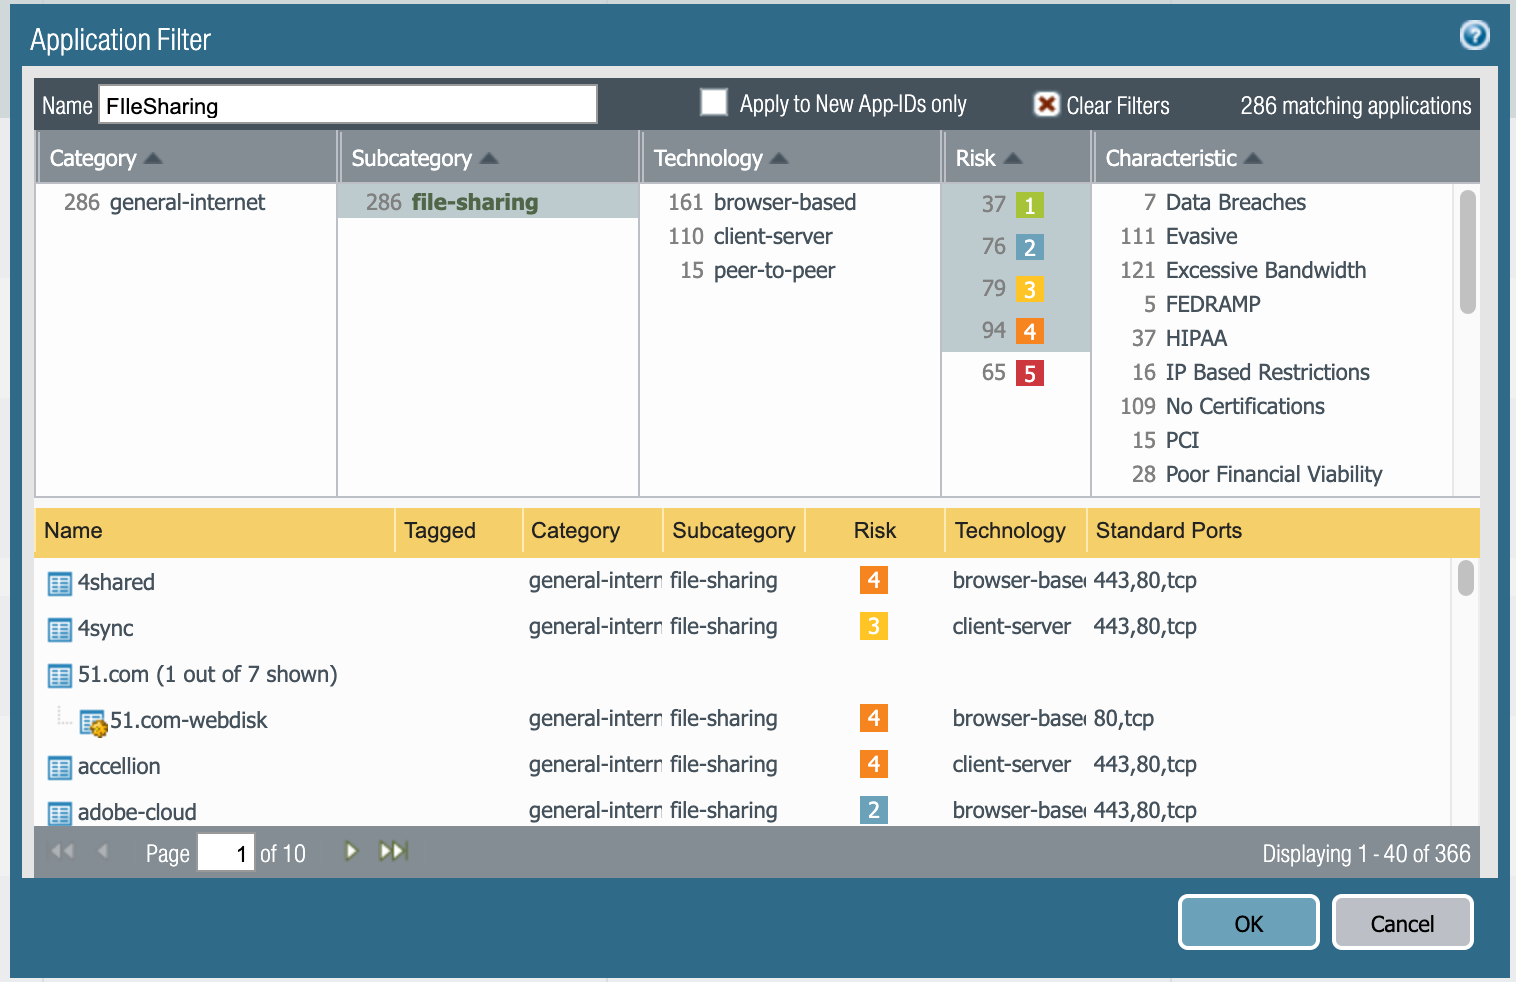 Application Filter
Name FIleSharing Apply to New App-IDs only Clear Filters 286 matching applications
Category Subcategory Technology Risk Characteristic
286 general-internet 286 file-sharing 161 browser-based 37 1 7 Data Breaches
110 client-server 76 2 111 Evasive
15 peer-to-peer 79 3 121 Excessive Bandwidth
94 4 5 FEDRAMP
65 5 37 HIPAA
16 IP Based Restrictions
109 No Certifications
15 PCI
28 Poor Financial Viability
Name Tagged Category Subcategory Risk Technology Standard Ports
4shared general-intern file-sharing 4 browser-based 443,80,tcp
4sync general-intern file-sharing 3 client-server 443,80,tcp
51.com (1 out of 7 shown)
51.com-webdisk general-intern file-sharing 4 browser-based 80,tcp
accellion general-intern file-sharing 4 client-server 443,80,tcp
adobe-cloud general-intern file-sharing 2 browser-based 443,80,tcp
Page 1 of 10 Displaying 1 - 40 of 366
OK Cancel